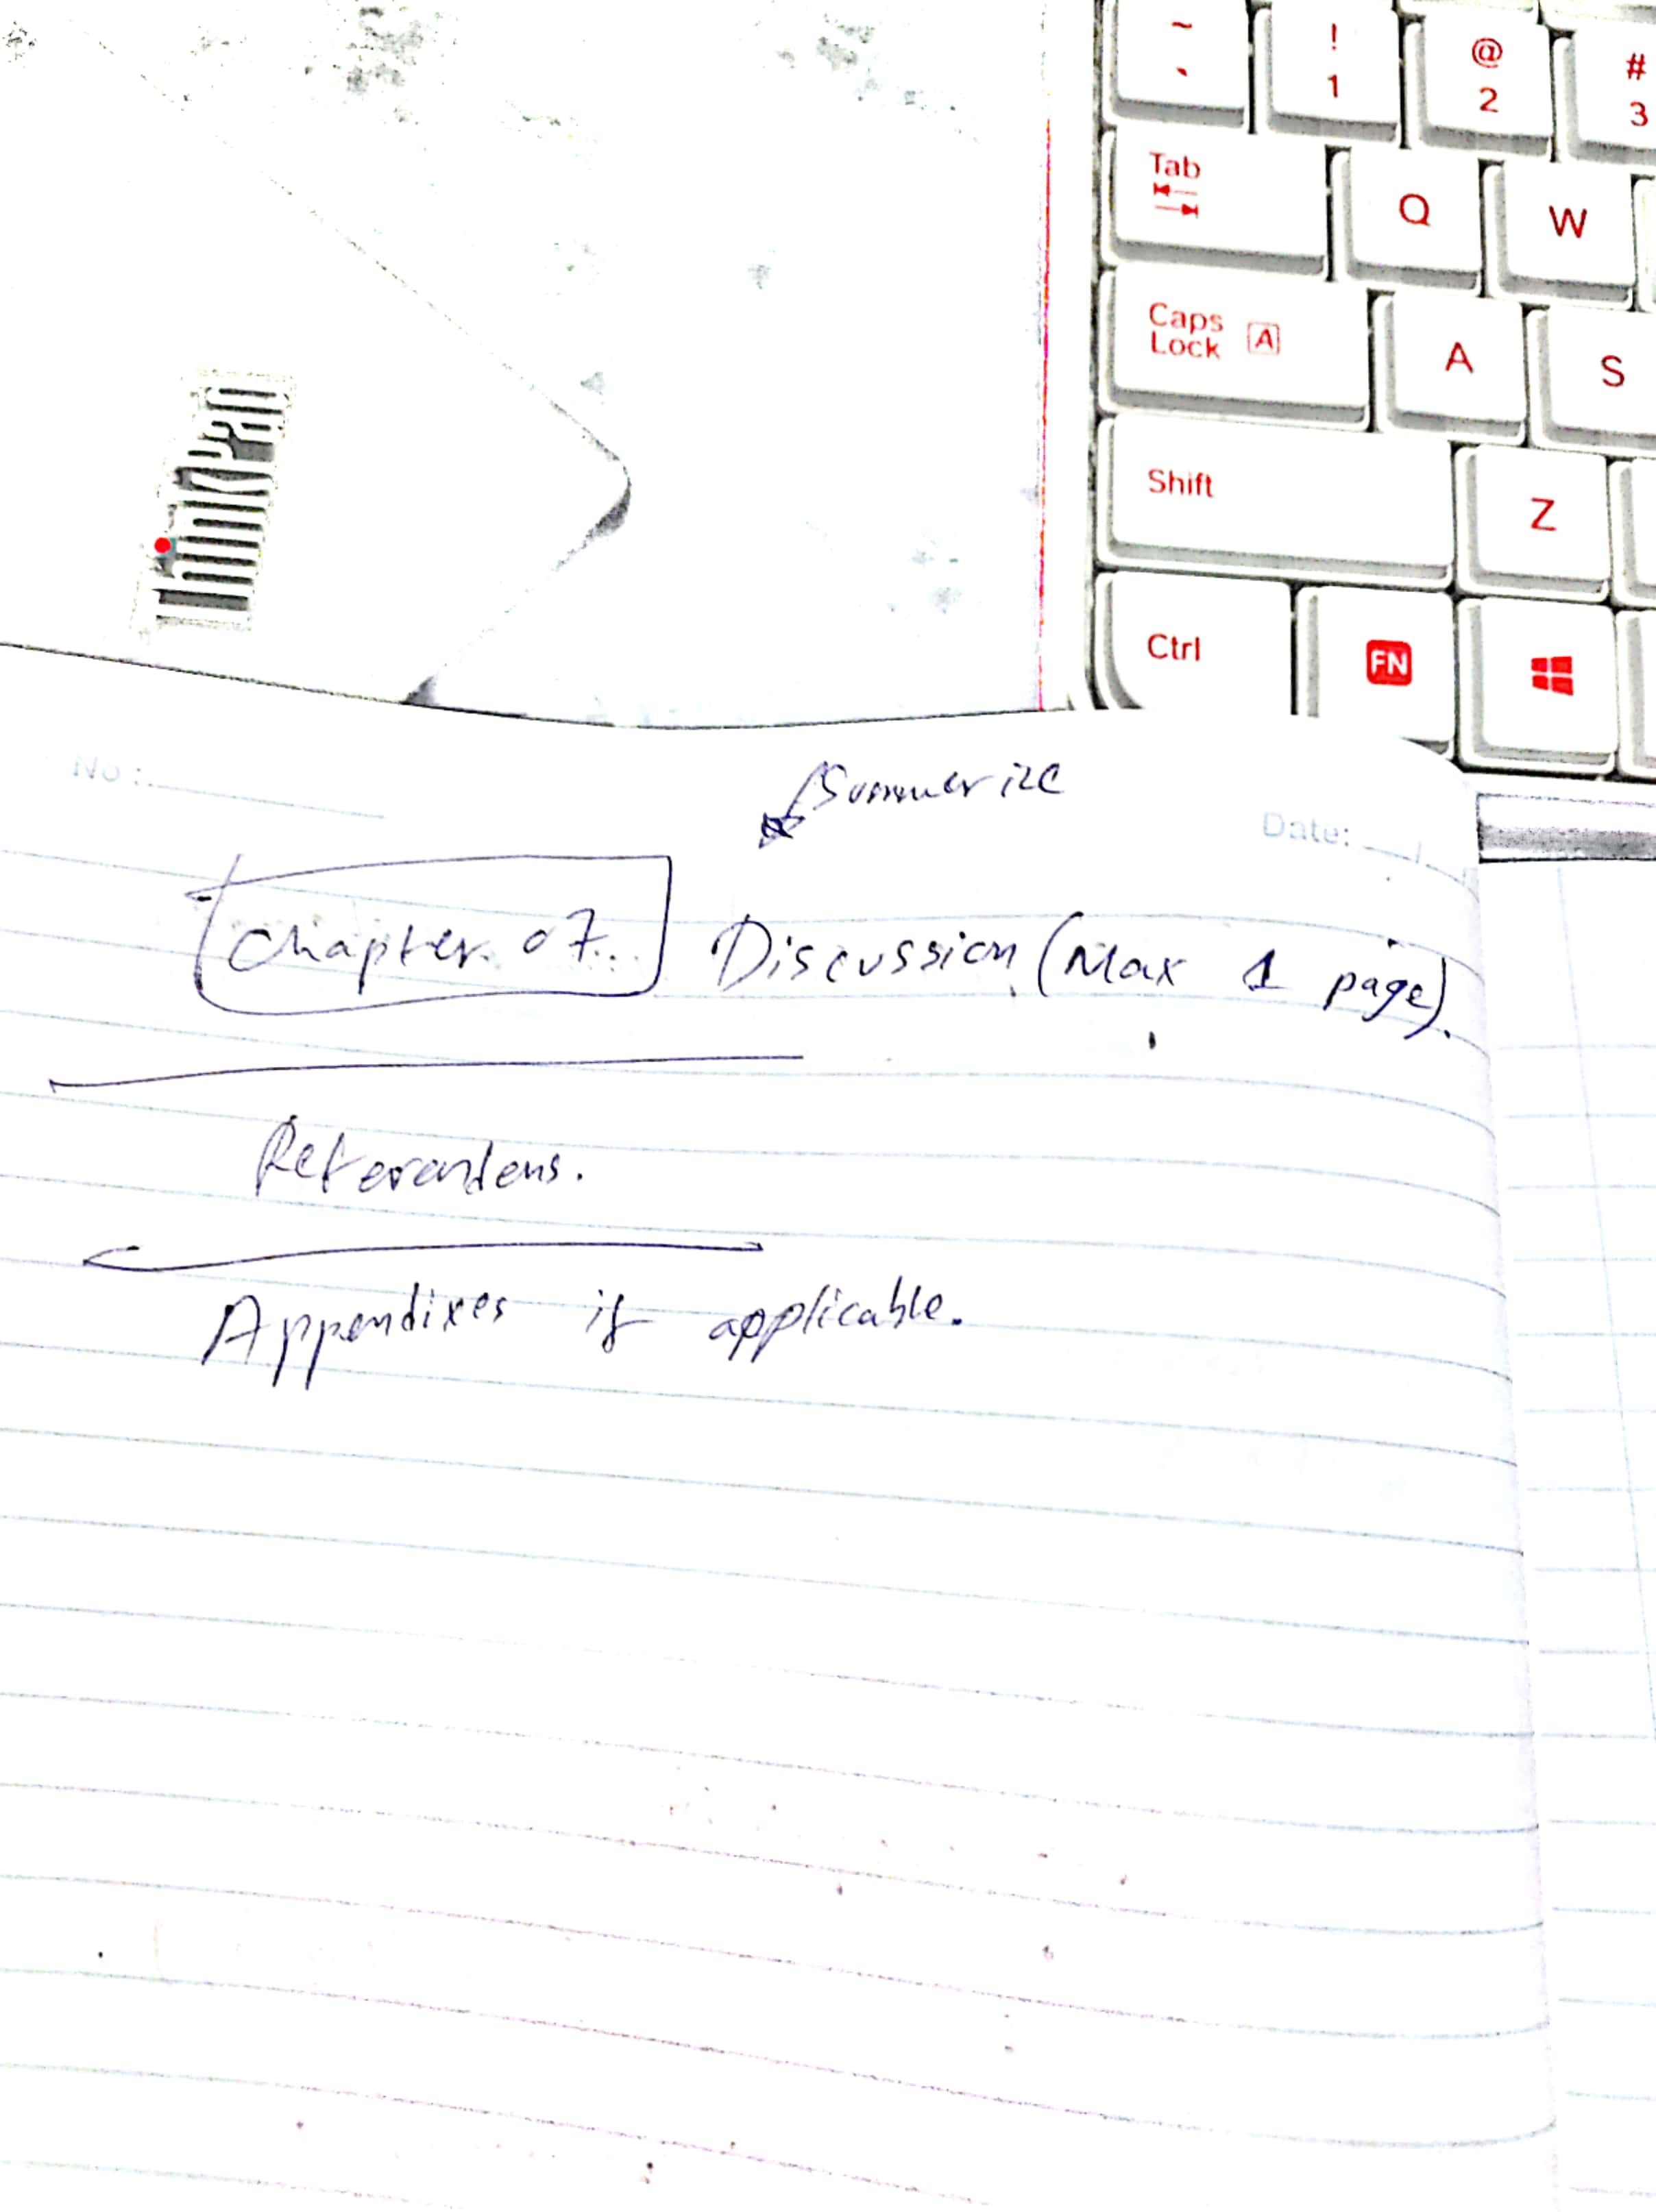 ~ ! @ #
` 1 2 3
Tab Q W
Caps Lock A A S
ThinkPad
Shift Z
Ctrl FN
No:
Summerize
Date:
Chapter 07... Discussion (Max 1 page).
Appendixes if applicable.